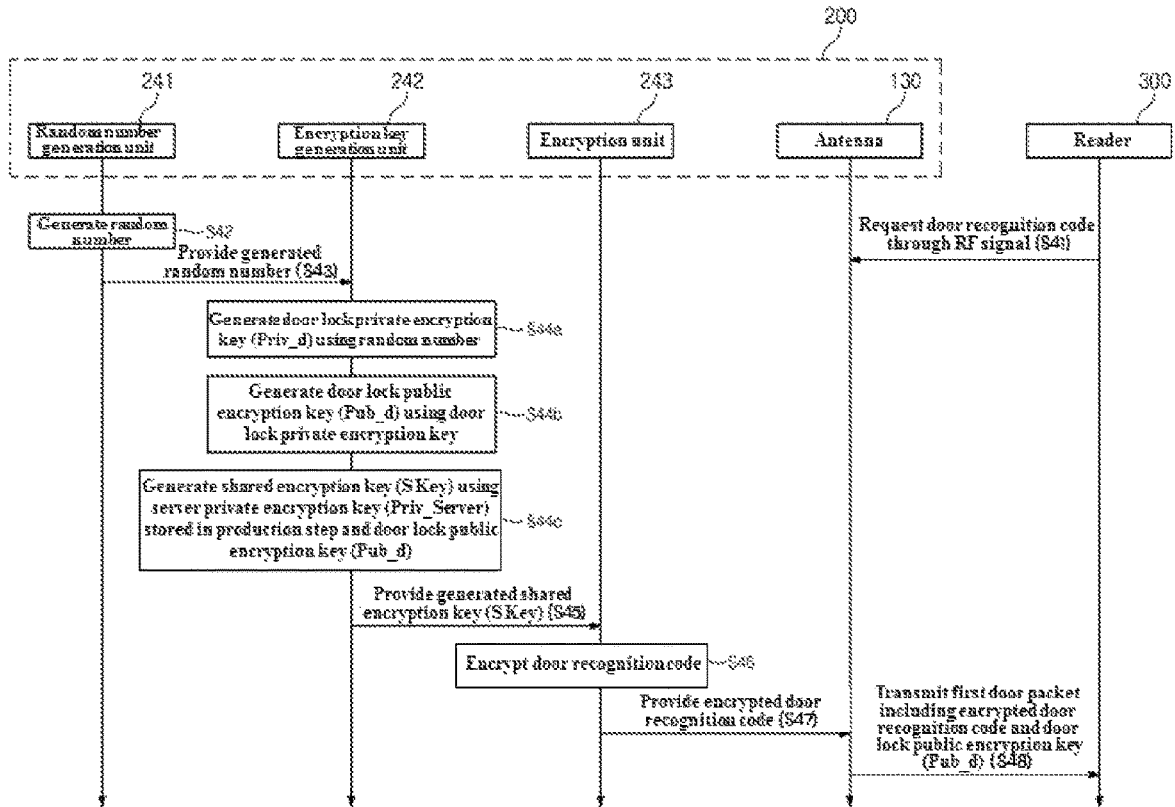 200
241
242
243
130
300
Random number
generation unit
Encryption key
generation unit
Encryption unit
Antenna
Reader
Generate random
number
S42
Request door recognition code
through RF signal (S41)
Provide generated
random number (S43)
Generate door lock private encryption
key (Priv_d) using random number
S44a
Generate door lock public
encryption key (Pub_d) using door
lock private encryption key
S44b
Generate shared encryption key (SKey) using
server private encryption key (Priv_Server)
stored in production step and door lock public
encryption key (Pub_d)
S44c
Provide generated shared
encryption key (SKey) (S45)
Encrypt door recognition code
S46
Provide encrypted door
recognition code (S47)
Transmit first door packet
including encrypted door
recognition code and door
lock public encryption key
(Pub_d) (S48)